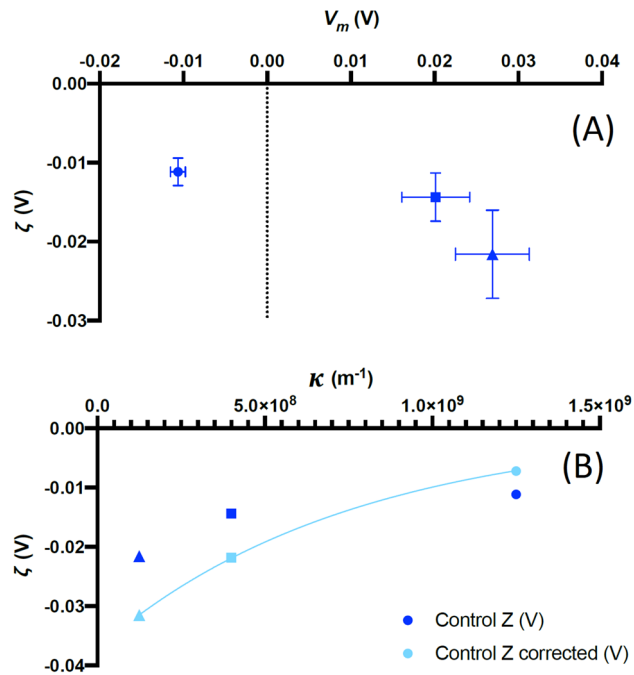 Vm (V)
-0.02 -0.01 0.00 0.01 0.02 0.03 0.04
0.00
(A)
-0.01
ζ (V)
-0.02
-0.03
κ (m-1)
0.0 5.0×10⁸ 1.0×10⁹ 1.5×10⁹
0.00
(B)
-0.01
ζ (V)
-0.02
-0.03
Control Z (V)
Control Z corrected (V)
-0.04